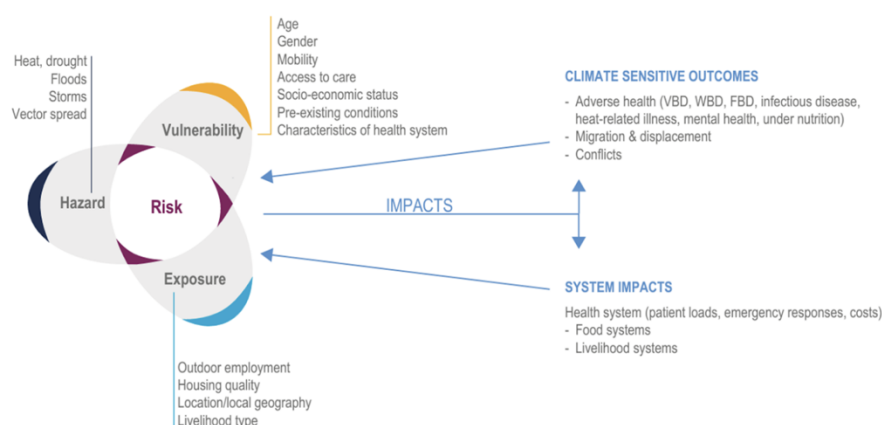 Age
Gender
Mobility
Access to care
Socio-economic status
Pre-existing conditions
Characteristics of health system
Heat, drought
Floods
Storms
Vector spread
Vulnerability
Hazard
Risk
Exposure
Outdoor employment
Housing quality
Location/local geography
Livelihood type
IMPACTS
CLIMATE SENSITIVE OUTCOMES
- Adverse health (VBD, WBD, FBD, infectious disease,
heat-related illness, mental health, under nutrition)
- Migration & displacement
- Conflicts
SYSTEM IMPACTS
Health system (patient loads, emergency responses, costs)
- Food systems
- Livelihood systems